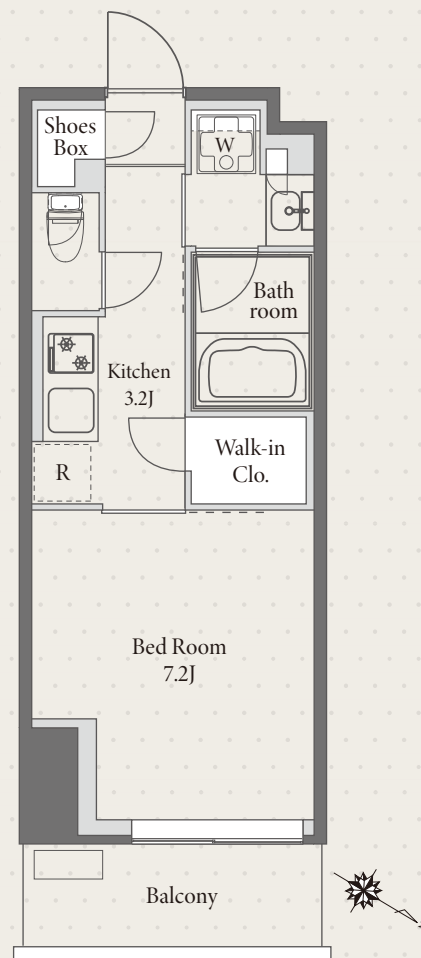 Shoes
Box
W
Bath
room
Kitchen
3.2J
Walk-in
Clo.
R
Bed Room
7.2J
Balcony